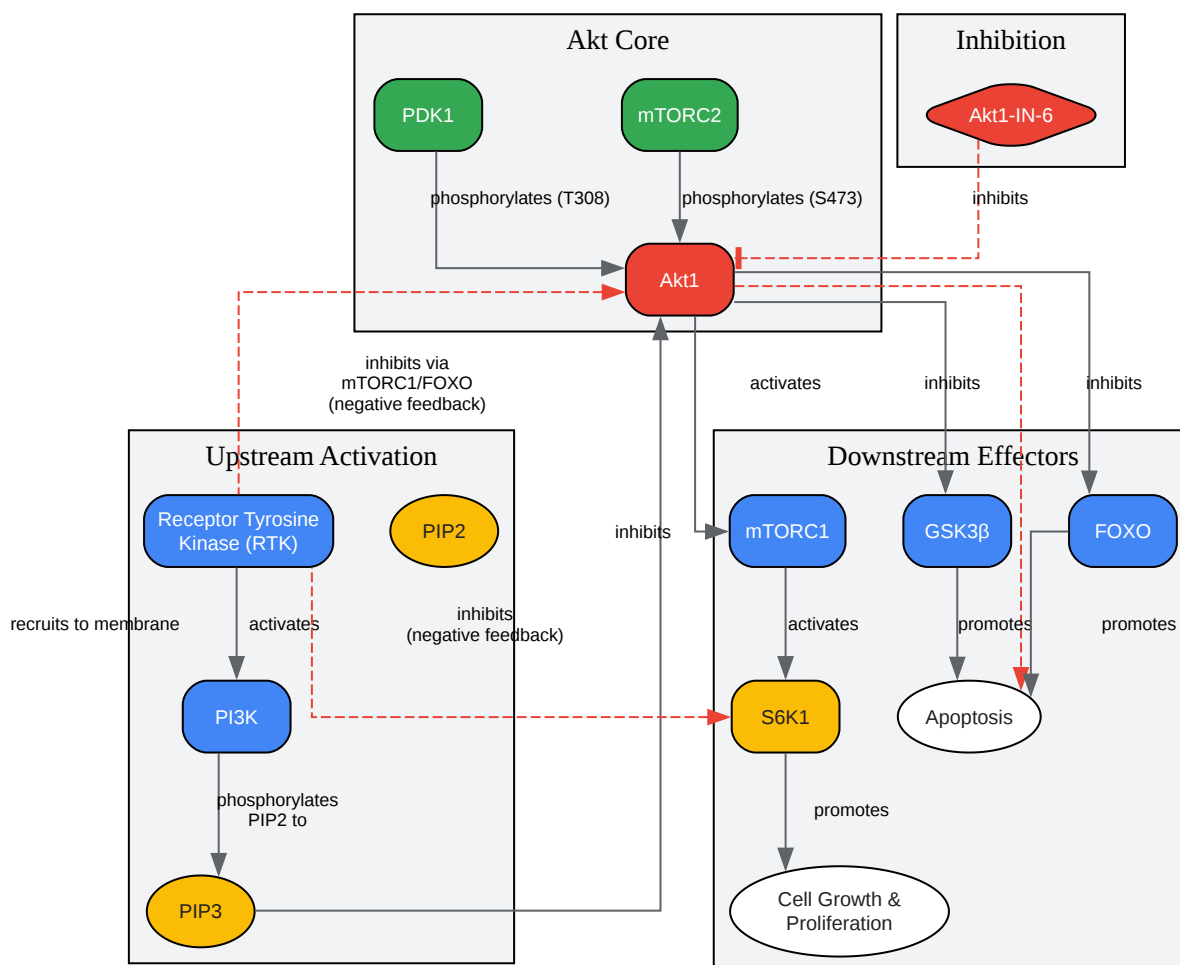 Akt Core
Inhibition
PDK1
mTORC2
Akt1-IN-6
phosphorylates (T308)
phosphorylates (S473)
inhibits
Akt1
inhibits via
mTORC1/FOXO
(negative feedback)
activates
inhibits
inhibits
Upstream Activation
Downstream Effectors
Receptor Tyrosine
Kinase (RTK)
PIP2
inhibits
mTORC1
GSK3β
FOXO
recruits to membrane
activates
inhibits
(negative feedback)
activates
promotes
promotes
PI3K
S6K1
Apoptosis
phosphorylates
PIP2 to
promotes
PIP3
Cell Growth &
Proliferation